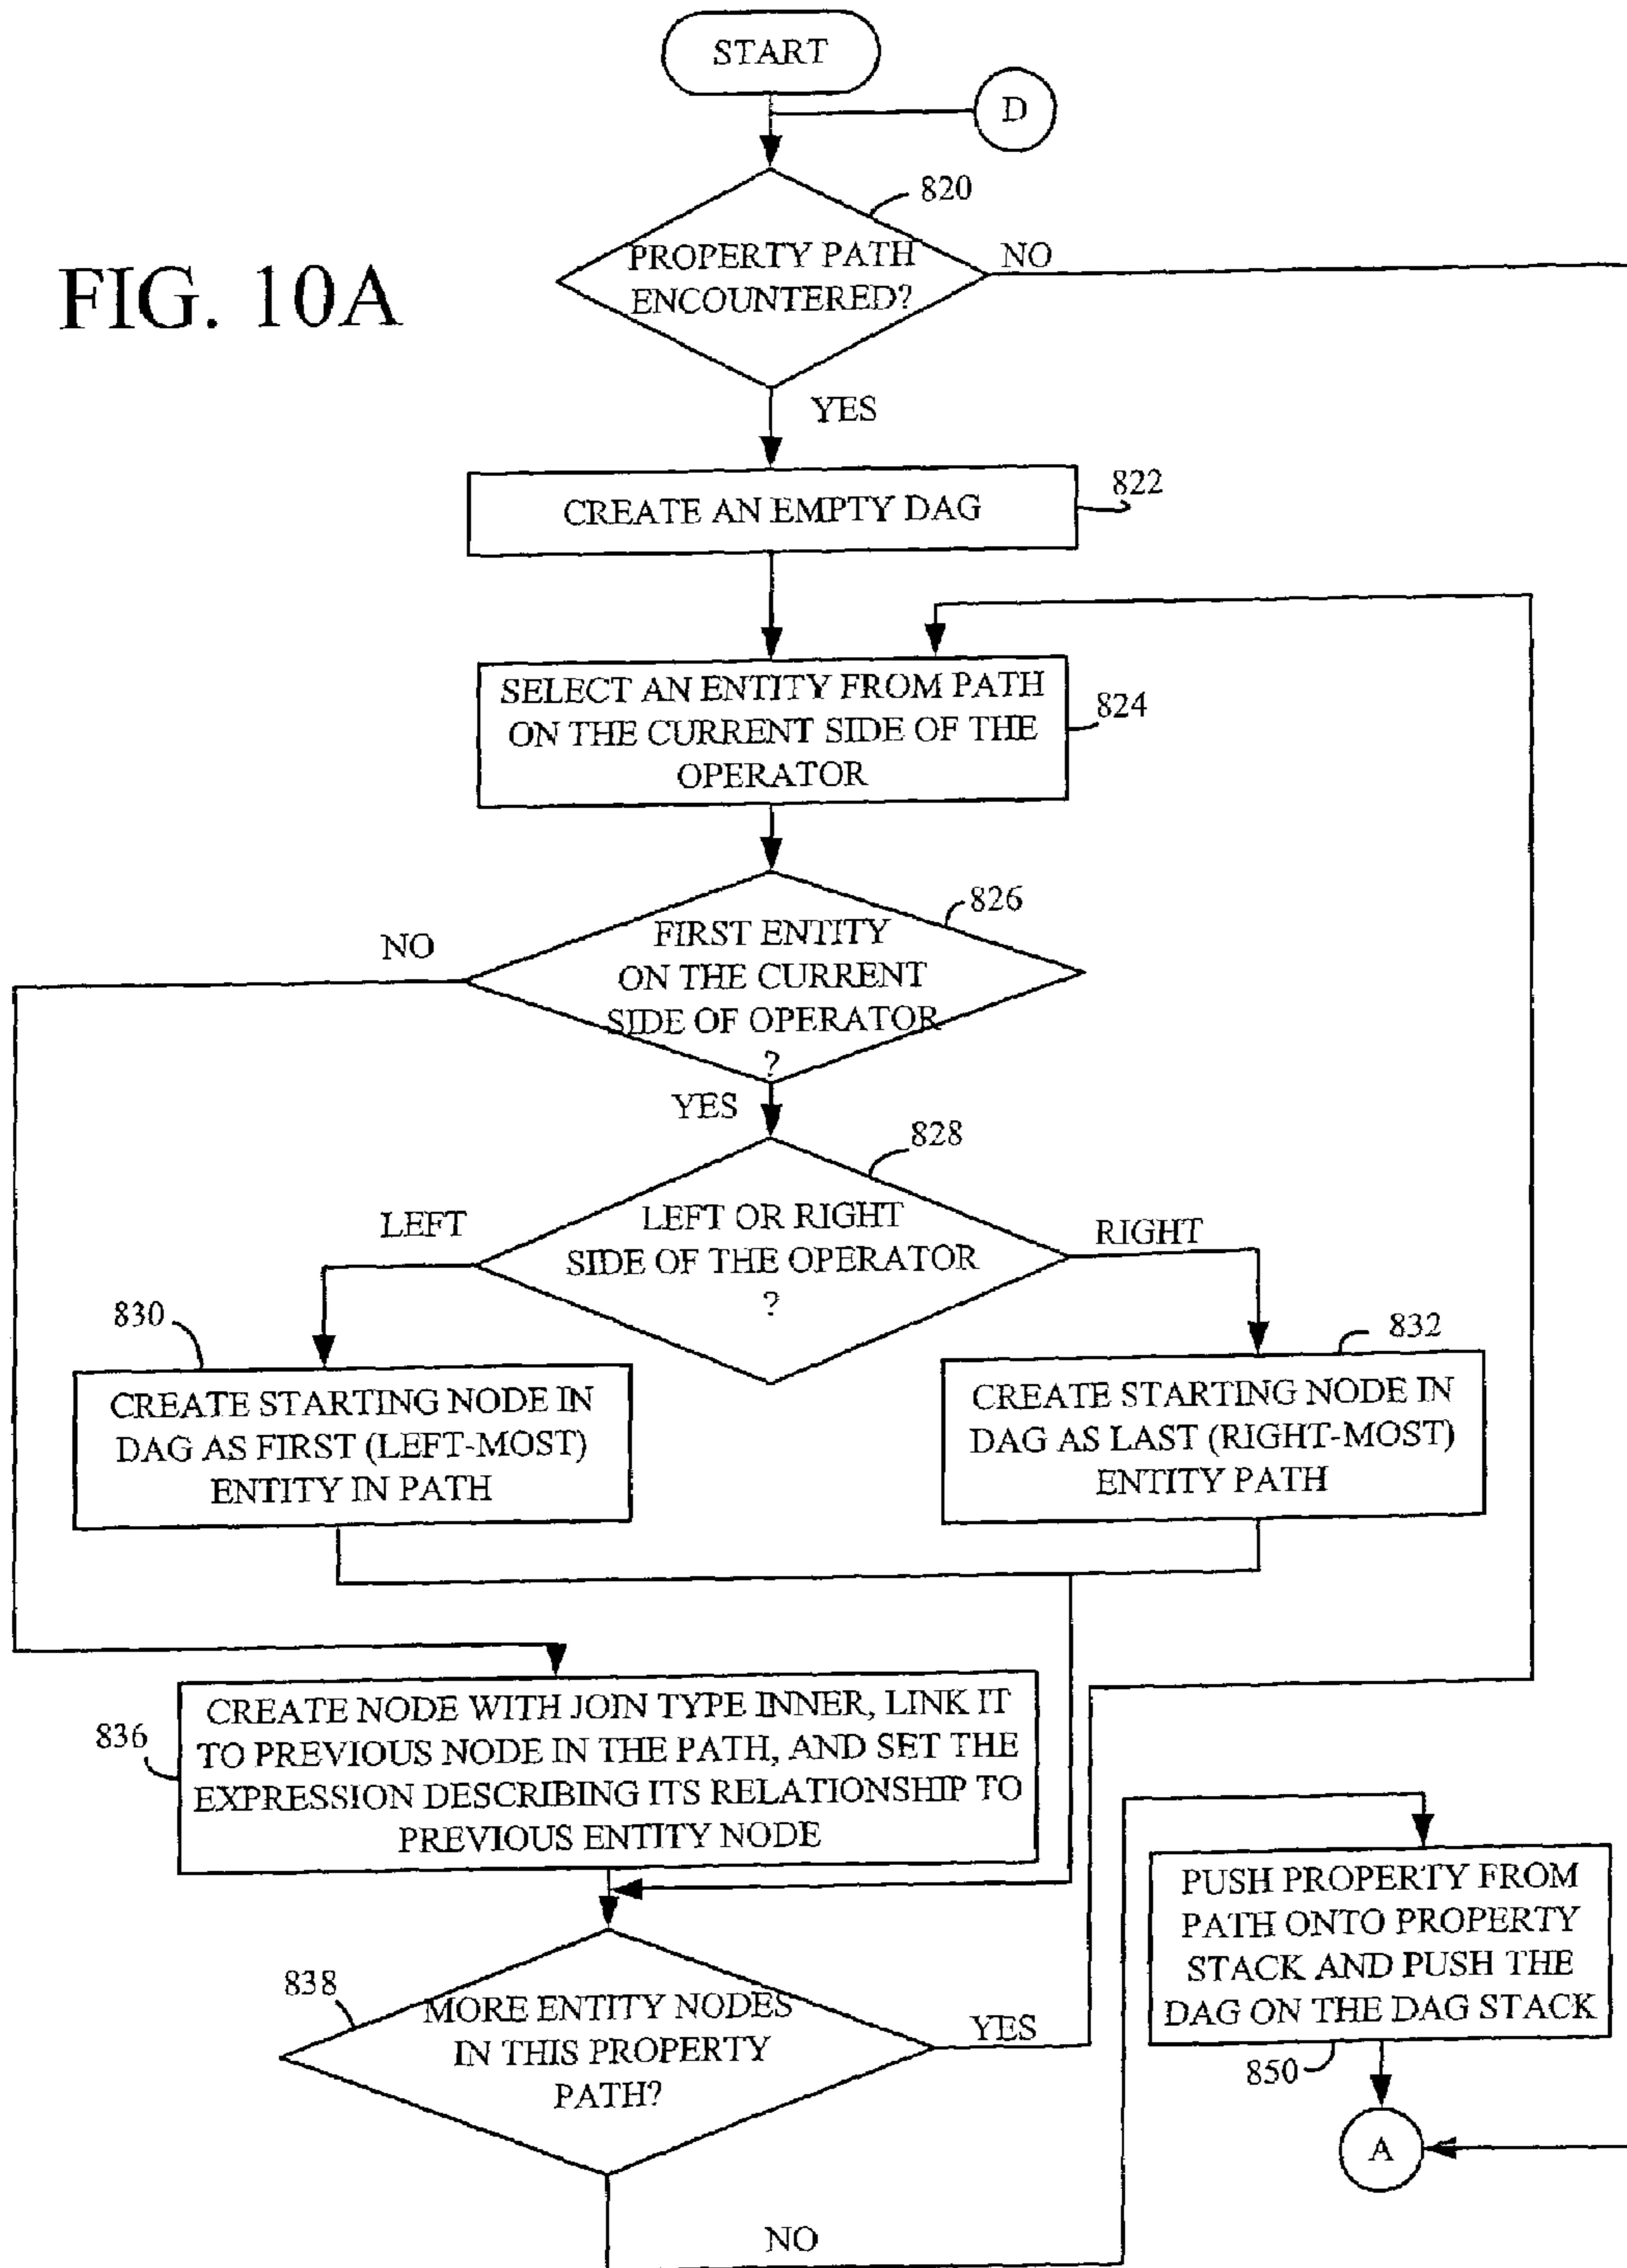 START
D
820
PROPERTY PATH
ENCOUNTERED?
NO
FIG. 10A
YES
CREATE AN EMPTY DAG
822
SELECT AN ENTITY FROM PATH
ON THE CURRENT SIDE OF THE
OPERATOR
824
826
NO
FIRST ENTITY
ON THE CURRENT
SIDE OF OPERATOR
?
YES
828
LEFT
LEFT OR RIGHT
SIDE OF THE OPERATOR
?
RIGHT
830
CREATE STARTING NODE IN
DAG AS FIRST (LEFT-MOST)
ENTITY IN PATH
832
CREATE STARTING NODE IN
DAG AS LAST (RIGHT-MOST)
ENTITY PATH
836
CREATE NODE WITH JOIN TYPE INNER, LINK IT
TO PREVIOUS NODE IN THE PATH, AND SET THE
EXPRESSION DESCRIBING ITS RELATIONSHIP TO
PREVIOUS ENTITY NODE
838
MORE ENTITY NODES
IN THIS PROPERTY
PATH?
YES
NO
PUSH PROPERTY FROM
PATH ONTO PROPERTY
STACK AND PUSH THE
DAG ON THE DAG STACK
850
A